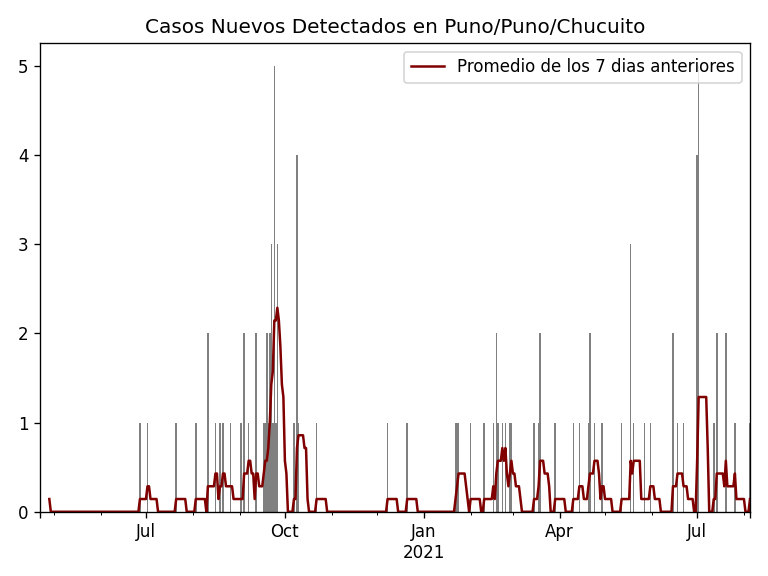 Casos Nuevos Detectados en Puno/Puno/Chucuito
Promedio de los 7 dias anteriores
5
4
3
2
1
0
Jul
Oct
Jan
2021
Apr
Jul